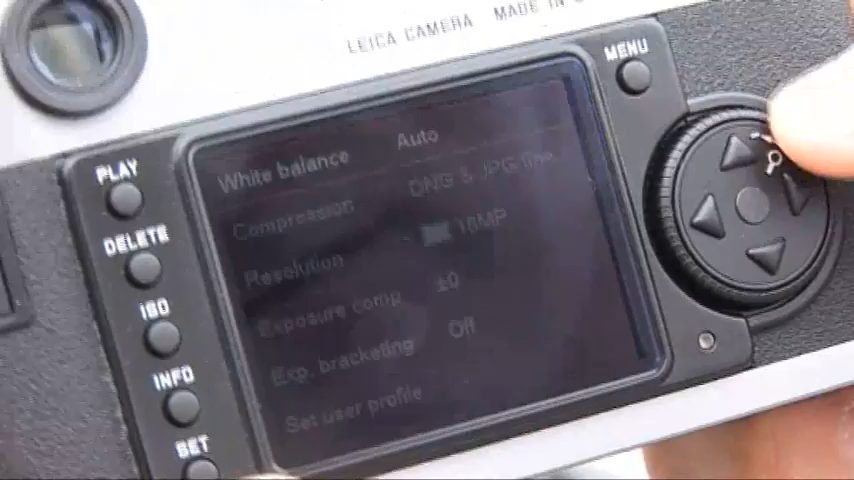 LEICA CAMERA MADE IN
MENU
PLAY
DELETE
ISO
INFO
SET
White balance Auto
Compression DNG & JPG fine
Resolution 18MP
Exposure comp ±0
Exp. bracketing Off
Set user profile